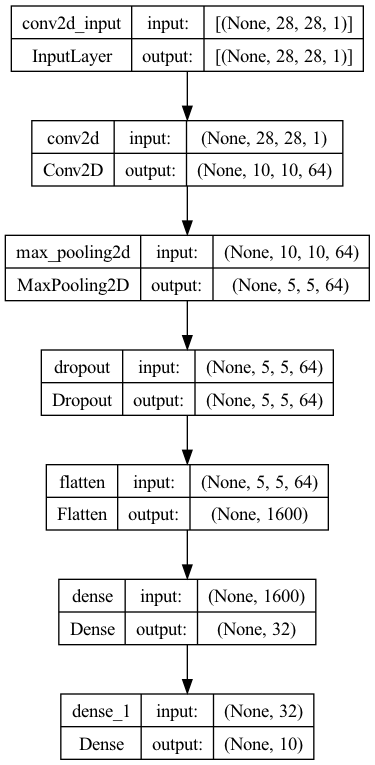 conv2d_input input: [(None, 28, 28, 1)]
InputLayer output: [(None, 28, 28, 1)]
conv2d input: (None, 28, 28, 1)
Conv2D output: (None, 10, 10, 64)
max_pooling2d input: (None, 10, 10, 64)
MaxPooling2D output: (None, 5, 5, 64)
dropout input: (None, 5, 5, 64)
Dropout output: (None, 5, 5, 64)
flatten input: (None, 5, 5, 64)
Flatten output: (None, 1600)
dense input: (None, 1600)
Dense output: (None, 32)
dense_1 input: (None, 32)
Dense output: (None, 10)